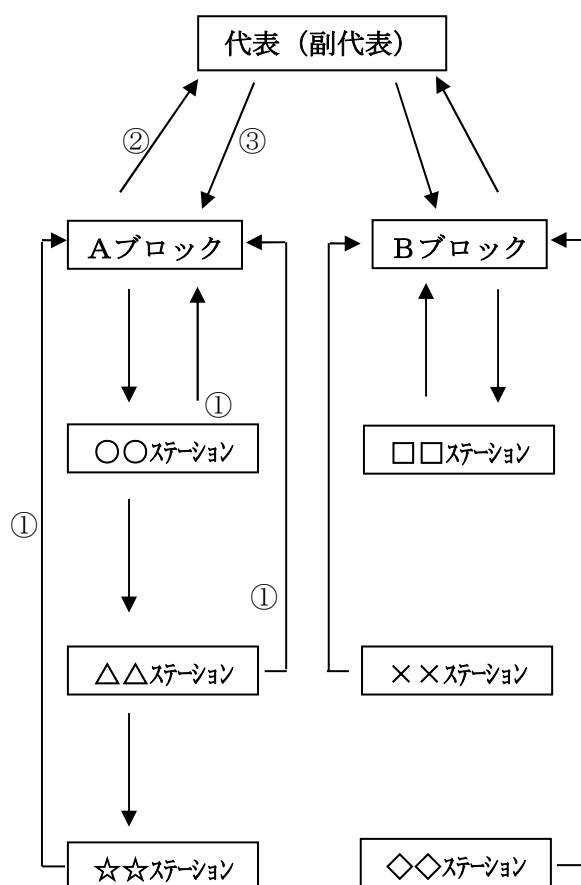 代表（副代表）
②
③
Aブロック
Bブロック
①
○○ステーション
□□ステーション
①
①
△△ステーション
××ステーション
☆☆ステーション
◇◇ステーション